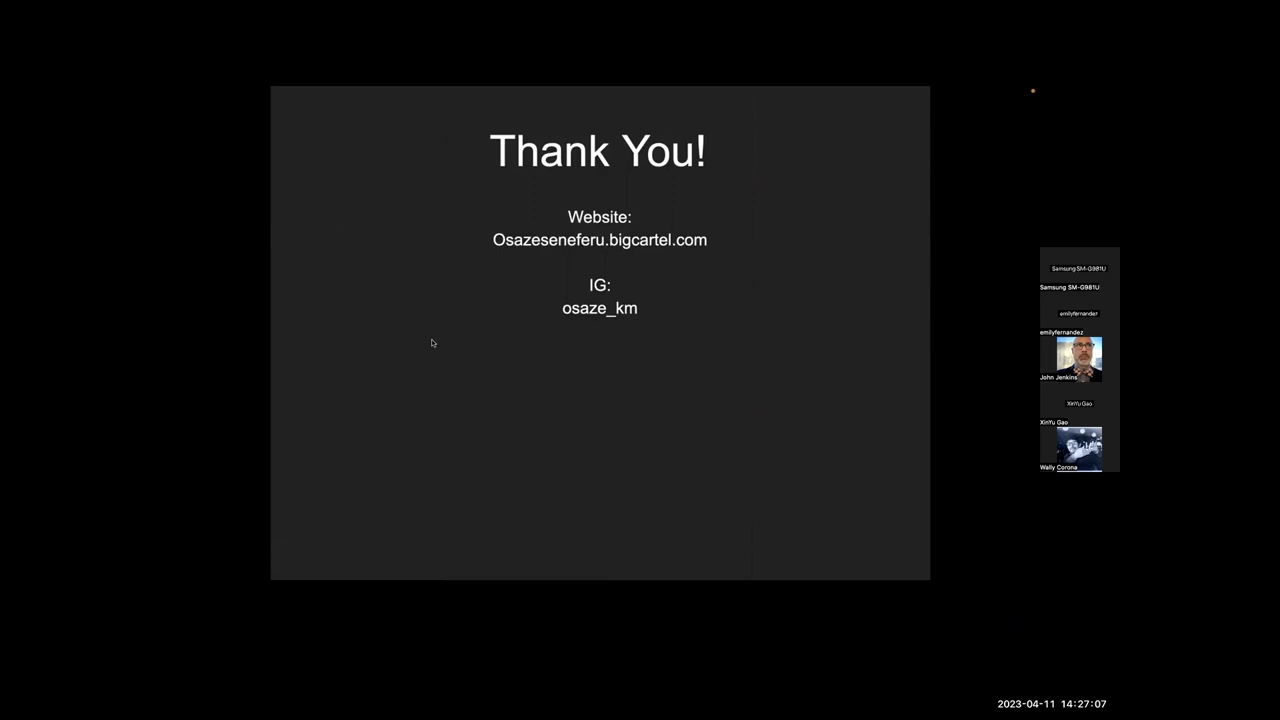 Thank You!
Website:
Osazeseneferu.bigcartel.com
IG:
osaze_km
Samsung SM-G981U
Samsung SM-G981U
emilyfernandez
emilyfernandez
John Jenkins
XinYu Gao
XinYu Gao
Wally Corona
2023-04-11 14:27:07